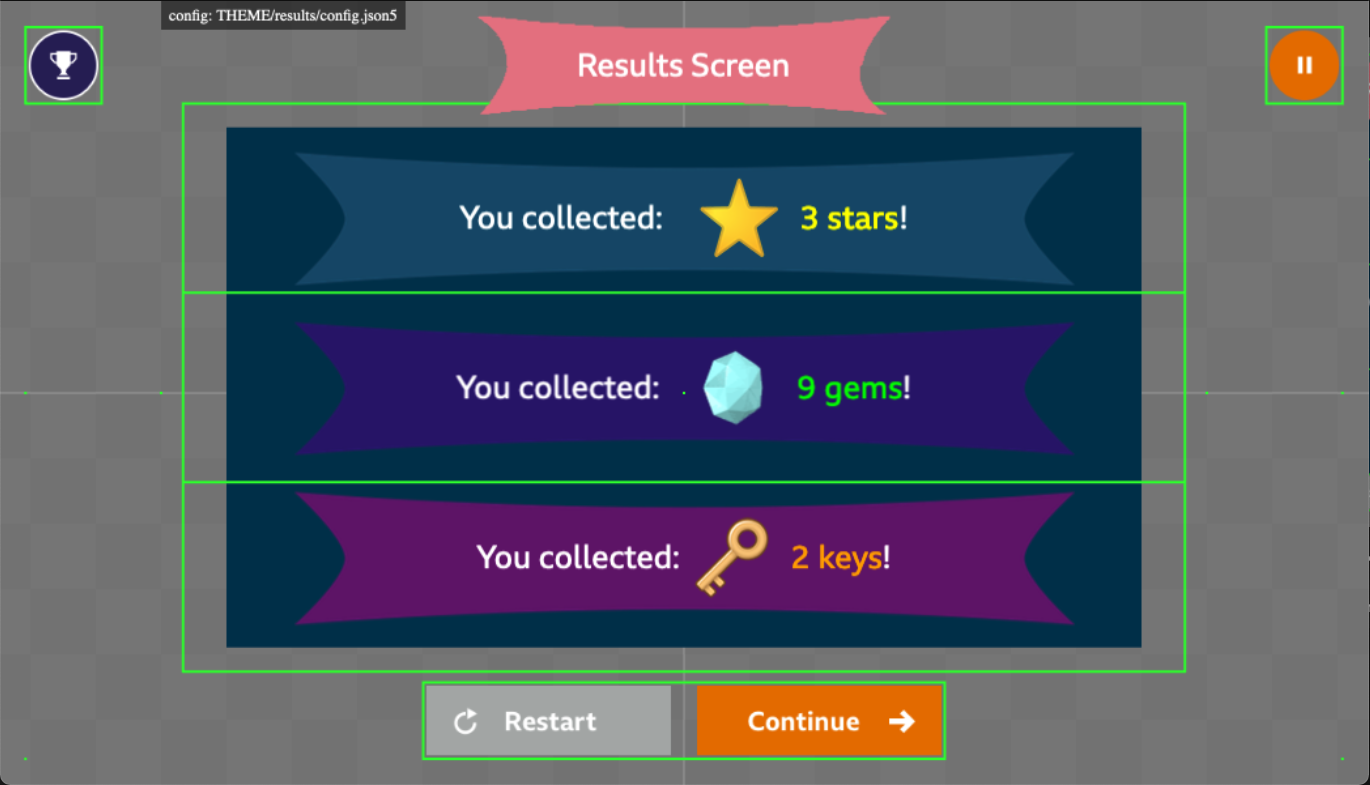 config: THEME/results/config.json5
Results Screen
You collected: 3 stars!
You collected: 9 gems!
You collected: 2 keys!
Restart
Continue